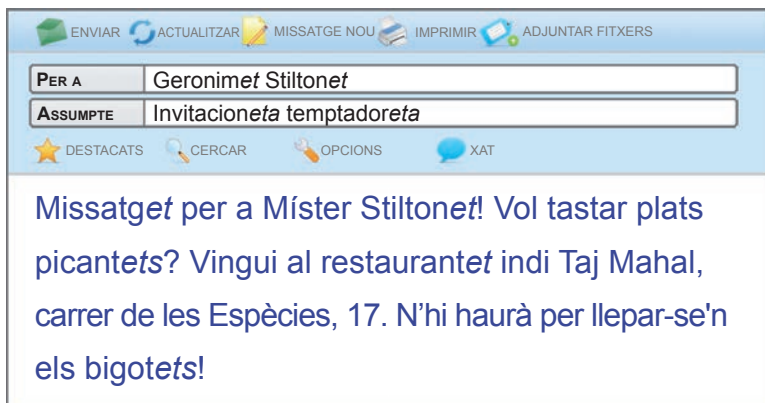 ENVIAR ACTUALITZAR MISSATGE NOU IMPRIMIR ADJUNTAR FITXERS
PER A Geronimet Stiltonet
ASSUMPTE Invitacioneta temptadoreta
DESTACATS CERCAR OPCIONS XAT
Missatget per a Míster Stiltonet! Vol tastar plats
picantets? Vingui al restaurantet indi Taj Mahal,
carrer de les Espècies, 17. N’hi haurà per llepar-se'n
els bigotets!